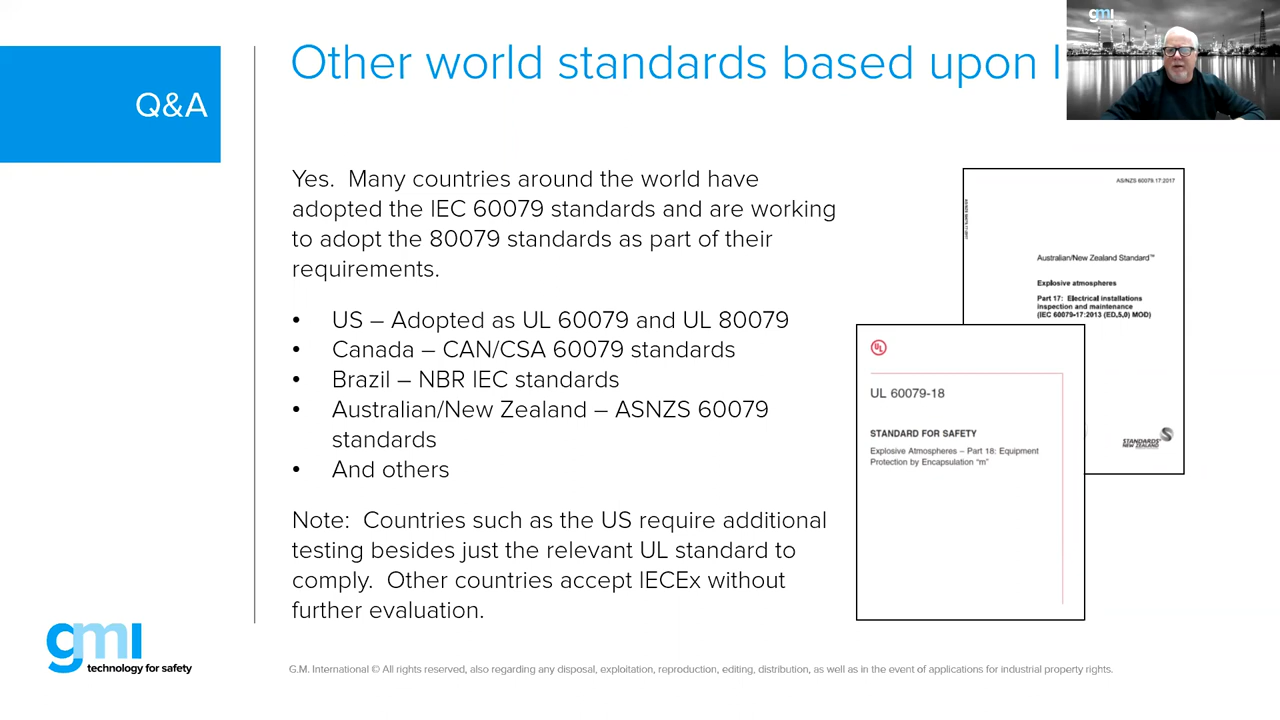 Other world standards based upon
gmi
Q&A
Yes. Many countries around the world have
adopted the IEC 60079 standards and are working
to adopt the 80079 standards as part of their
requirements.
• US – Adopted as UL 60079 and UL 80079
• Canada – CAN/CSA 60079 standards
• Brazil – NBR IEC standards
• Australian/New Zealand – ASNZS 60079
standards
• And others
Note: Countries such as the US require additional
testing besides just the relevant UL standard to
comply. Other countries accept IECEx without
further evaluation.
AS/NZS 60079.17:2017
Australian/New Zealand Standard™
Explosive atmospheres
Part 17: Electrical installations
inspection and maintenance
(IEC 60079-17:2013 (ED,5,0) MOD)
STANDARDS
NEW ZEALAND
UL
UL 60079-18
STANDARD FOR SAFETY
Explosive Atmospheres – Part 18: Equipment
Protection by Encapsulation "m"
gmi
technology for safety
G.M. International © All rights reserved, also regarding any disposal, exploitation, reproduction, editing, distribution, as well as in the event of applications for industrial property rights.